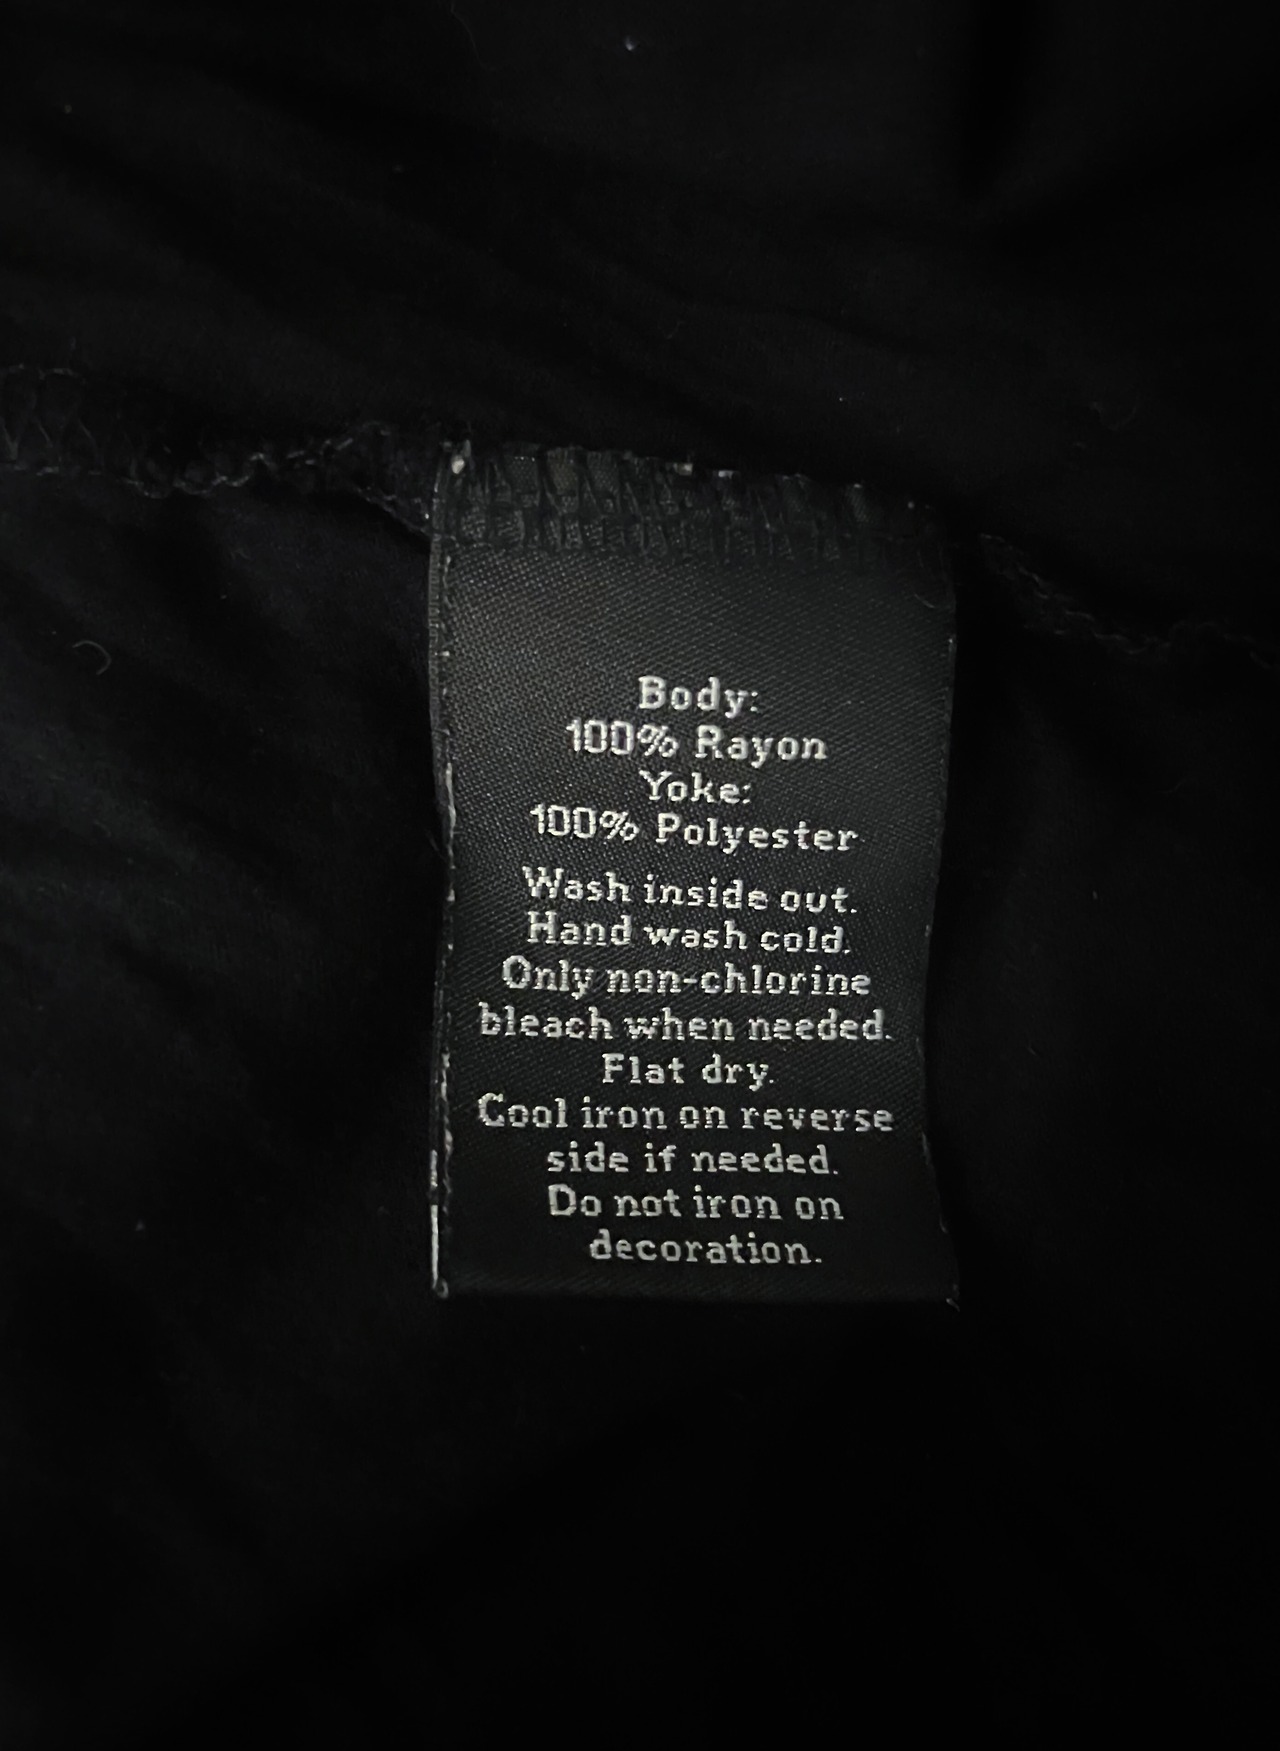 Body:
100% Rayon
Yoke:
100% Polyester
Wash inside out.
Hand wash cold.
Only non-chlorine
bleach when needed.
Flat dry.
Cool iron on reverse
side if needed.
Do not iron on
decoration.